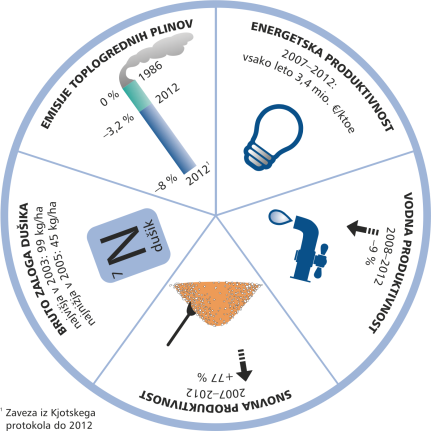 EMISIJE TOPLOGREDNIH PLINOV
1986
0 %
2012
–3,2 %
–8 %
2012¹
ENERGETSKA PRODUKTIVNOST
2007–2012:
vsako leto 3,4 mio. €/ktoe
VODNA PRODUKTIVNOST
2008–2012
–9 %
SNOVNA PRODUKTIVNOST
2007–2012
+77 %
BRUTO ZALOGA DUŠIKA
najvišja v 2003: 99 kg/ha
najnižja v 2005: 45 kg/ha
N
7
dušik
¹ Zaveza iz Kjotskega
protokola do 2012